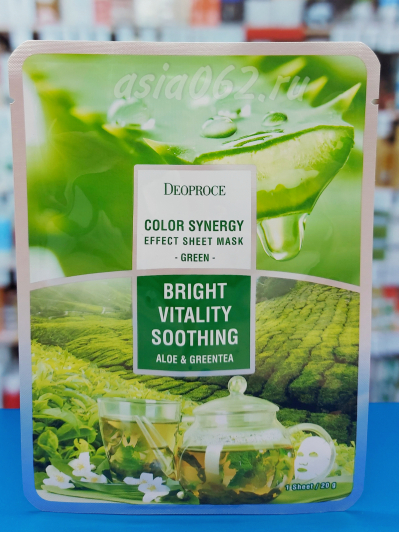 asia062.ru
DEOPROCE
COLOR SYNERGY
EFFECT SHEET MASK
- GREEN -
BRIGHT
VITALITY
SOOTHING
ALOE & GREENTEA
1 Sheet / 20 g